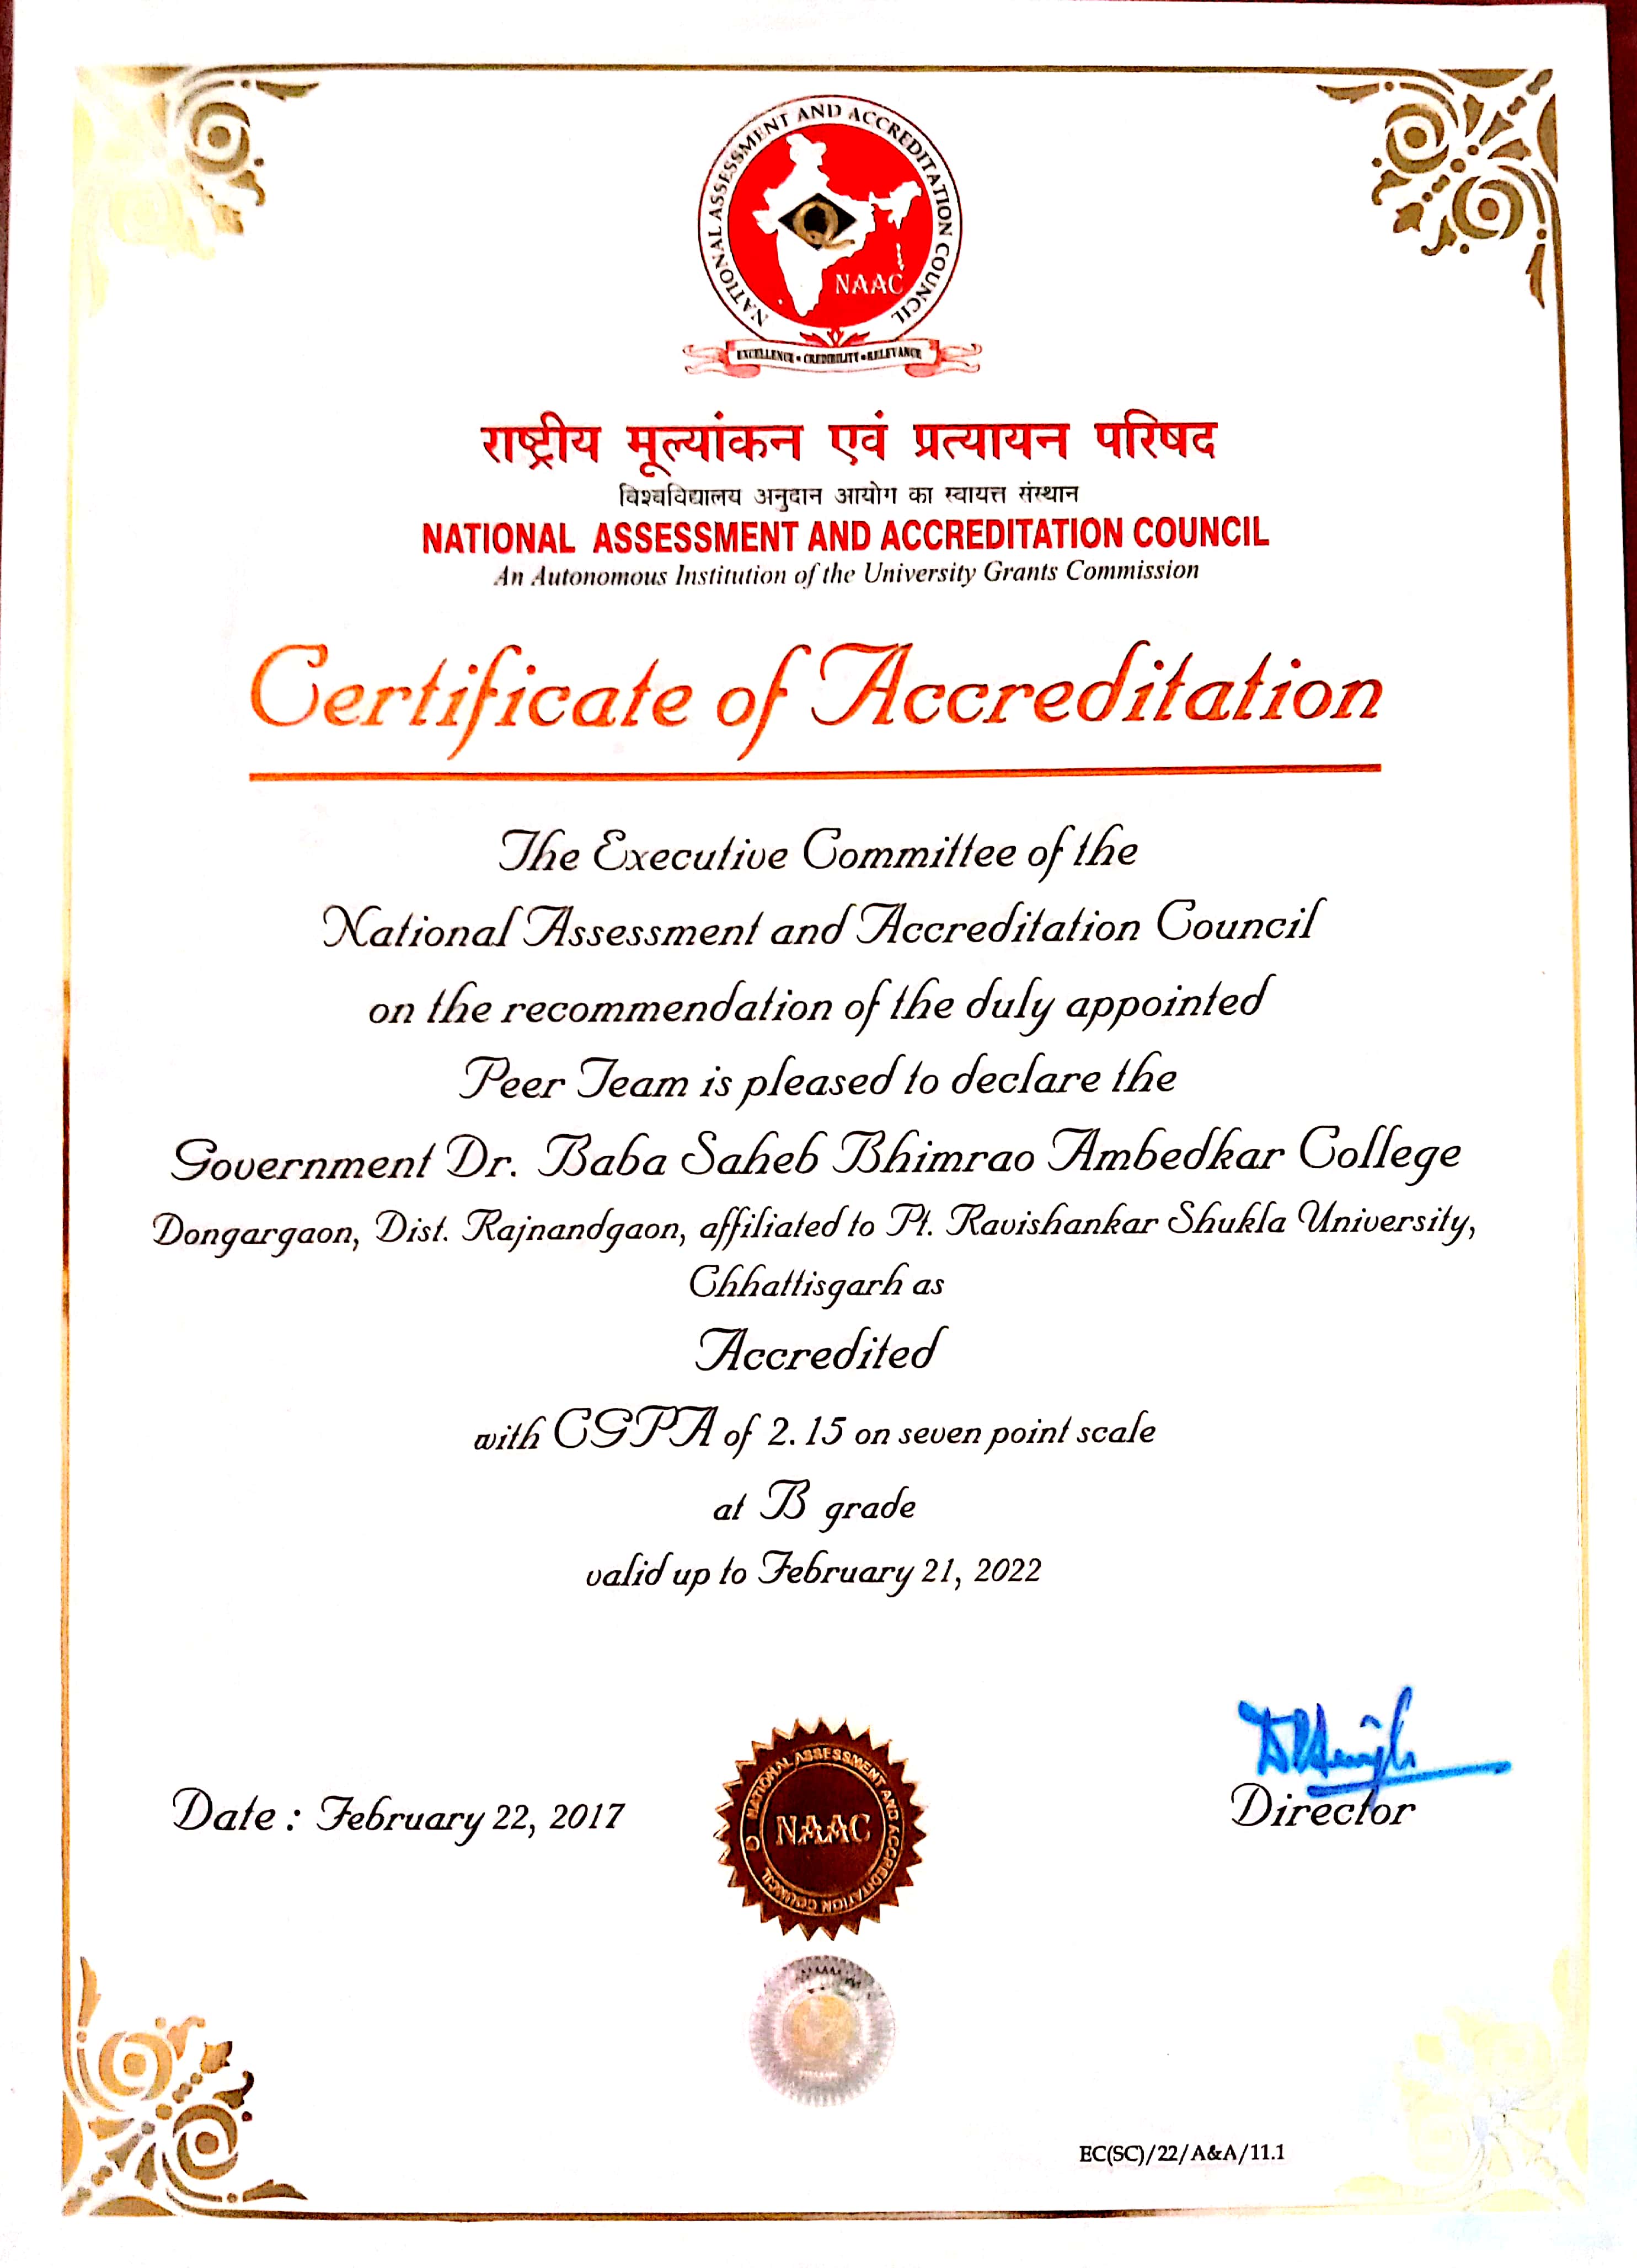 NATIONAL ASSESSMENT AND ACCREDITATION COUNCIL
Q
NAAC
EXCELLENCE • CREDIBILITY • RELEVANCE
राष्ट्रीय मूल्यांकन एवं प्रत्यायन परिषद
विश्वविद्यालय अनुदान आयोग का स्वायत्त संस्थान
NATIONAL ASSESSMENT AND ACCREDITATION COUNCIL
An Autonomous Institution of the University Grants Commission
Certificate of Accreditation
The Executive Committee of the
National Assessment and Accreditation Council
on the recommendation of the duly appointed
Peer Team is pleased to declare the
Government Dr. Baba Saheb Bhimrao Ambedkar College
Dongargaon, Dist. Rajnandgaon, affiliated to Pt. Ravishankar Shukla University,
Chhattisgarh as
Accredited
with CGPA of 2.15 on seven point scale
at B grade
valid up to February 21, 2022
Date : February 22, 2017
NATIONAL ASSESSMENT AND ACCREDITATION COUNCIL
NAAC
Director
EC(SC)/22/A&A/11.1